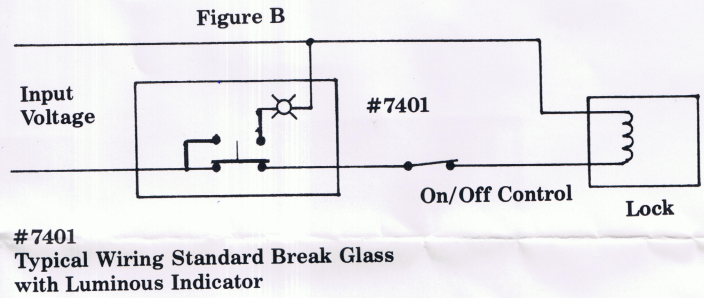 Figure B
Input
Voltage
#7401
On/Off Control
Lock
#7401
Typical Wiring Standard Break Glass
with Luminous Indicator